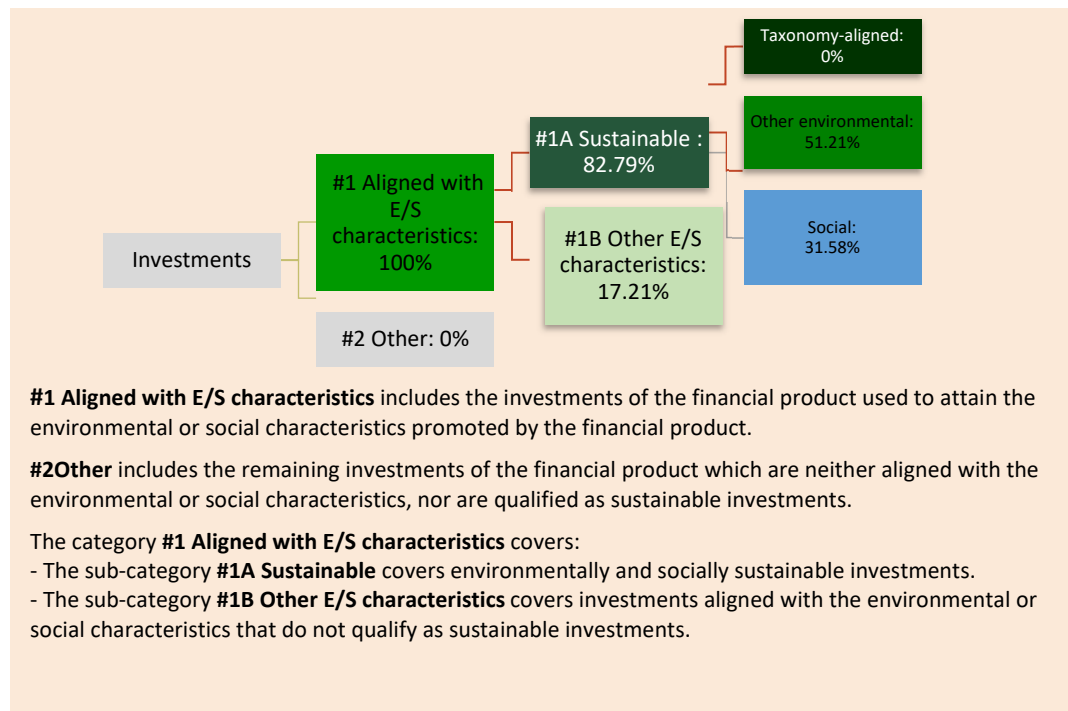 Taxonomy-aligned:
0%
Other environmental:
51.21%
#1A Sustainable :
82.79%
#1 Aligned with
E/S
characteristics:
100%
Social:
31.58%
#1B Other E/S
characteristics:
17.21%
Investments
#2 Other: 0%
#1 Aligned with E/S characteristics includes the investments of the financial product used to attain the
environmental or social characteristics promoted by the financial product.
#2Other includes the remaining investments of the financial product which are neither aligned with the
environmental or social characteristics, nor are qualified as sustainable investments.
The category #1 Aligned with E/S characteristics covers:
- The sub-category #1A Sustainable covers environmentally and socially sustainable investments.
- The sub-category #1B Other E/S characteristics covers investments aligned with the environmental or
social characteristics that do not qualify as sustainable investments.